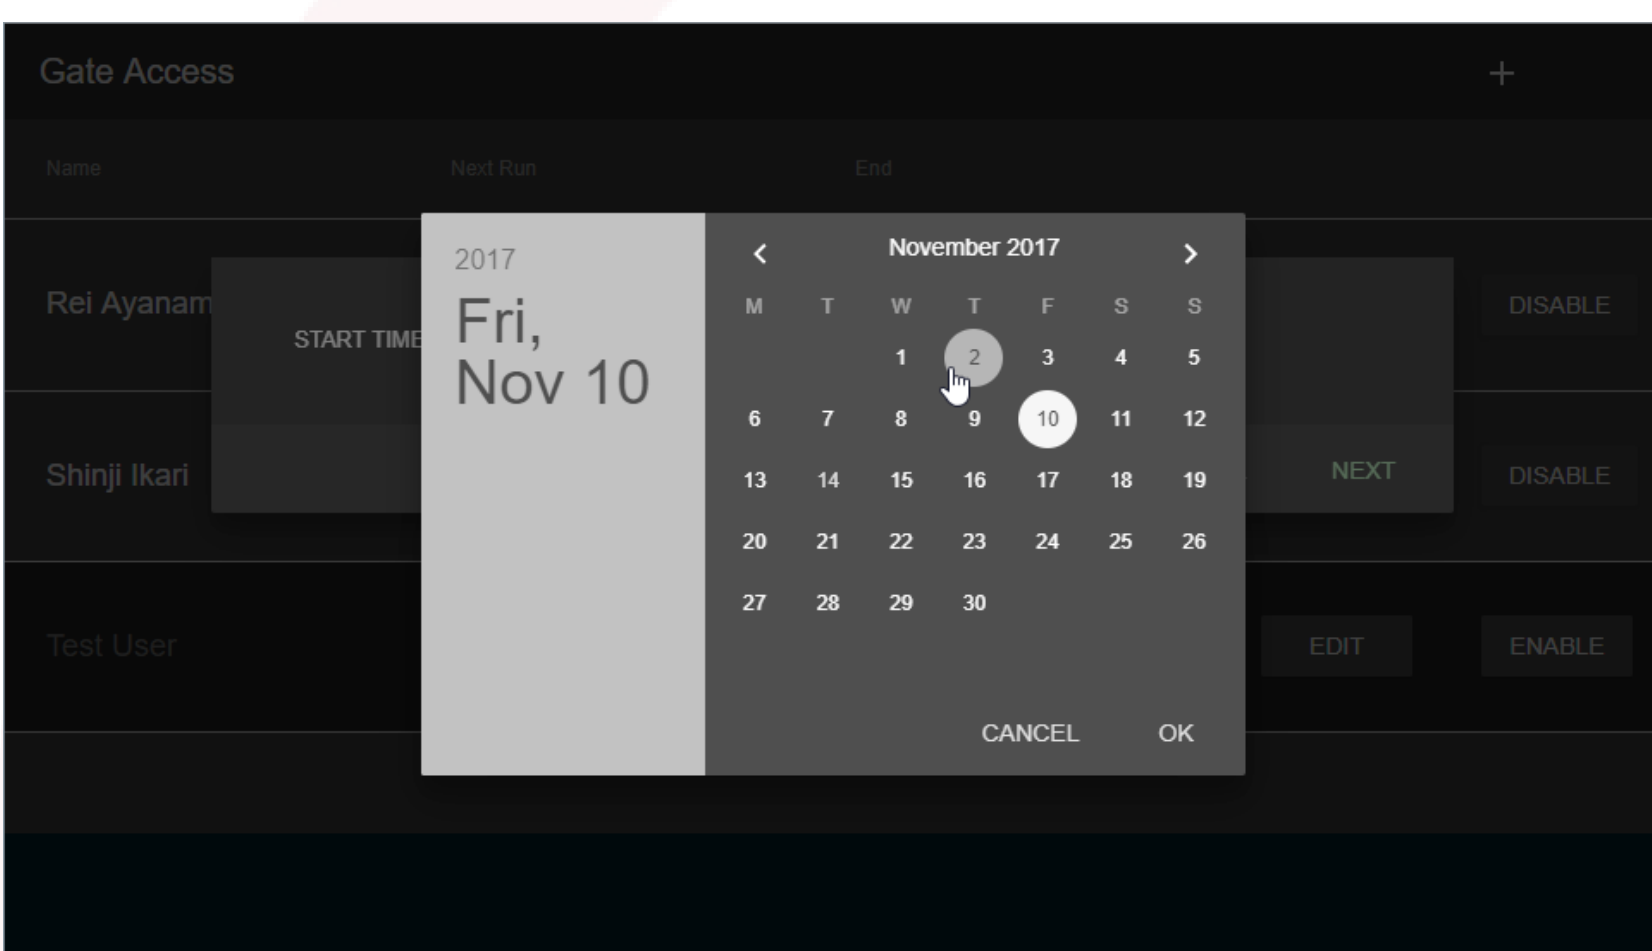 Gate Access +
Name Next Run End
2017
Fri,
Nov 10
November 2017
M T W T F S S
1 2 3 4 5
6 7 8 9 10 11 12
13 14 15 16 17 18 19
20 21 22 23 24 25 26
27 28 29 30
CANCEL OK
Rei Ayanam
DISABLE
START TIME
Shinji Ikari
NEXT
DISABLE
Test User
EDIT
ENABLE